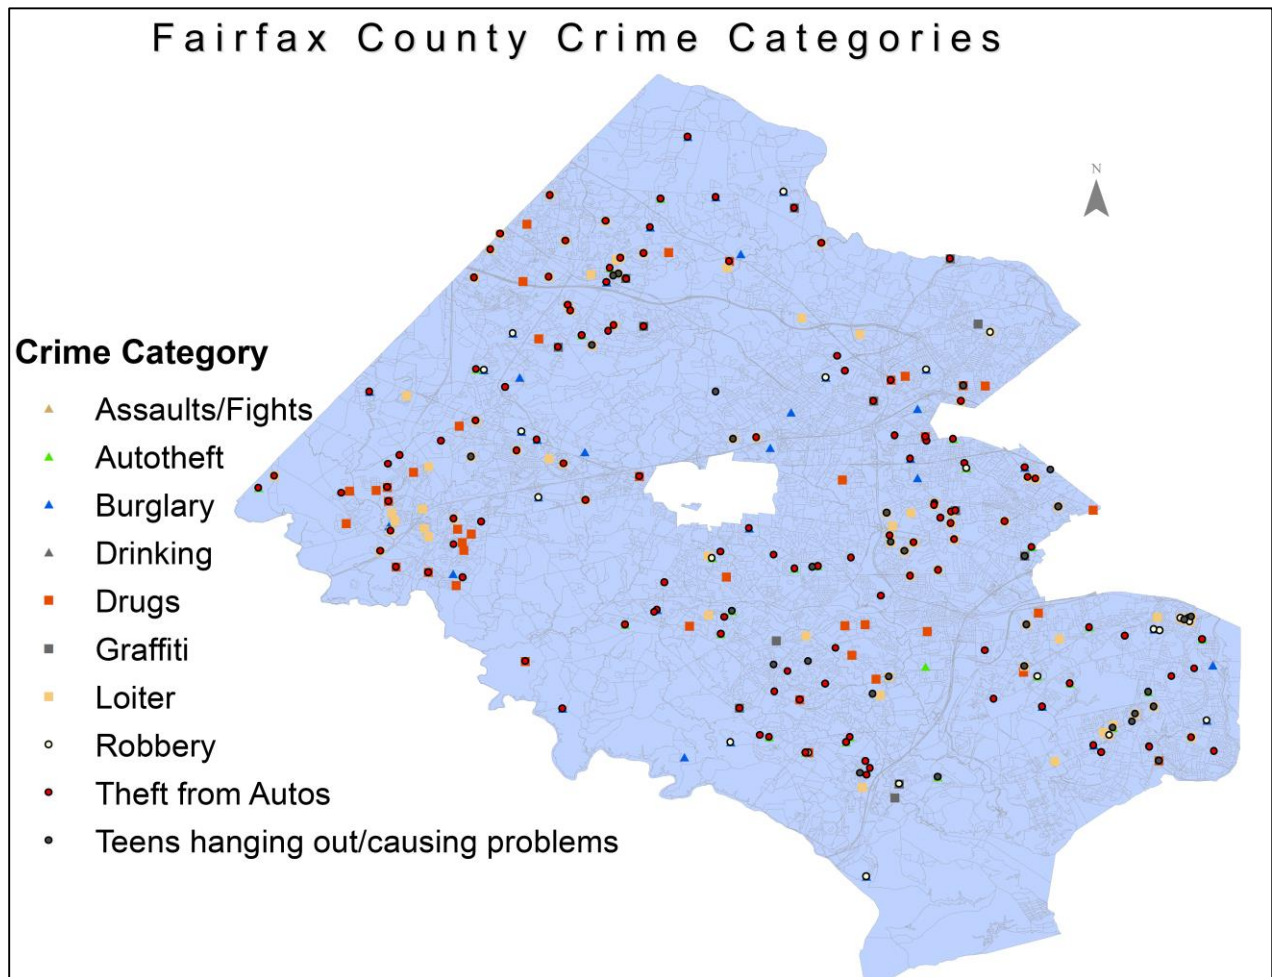 Fairfax County Crime Categories
N
Crime Category
Assaults/Fights
Autotheft
Burglary
Drinking
Drugs
Graffiti
Loiter
Robbery
Theft from Autos
Teens hanging out/causing problems